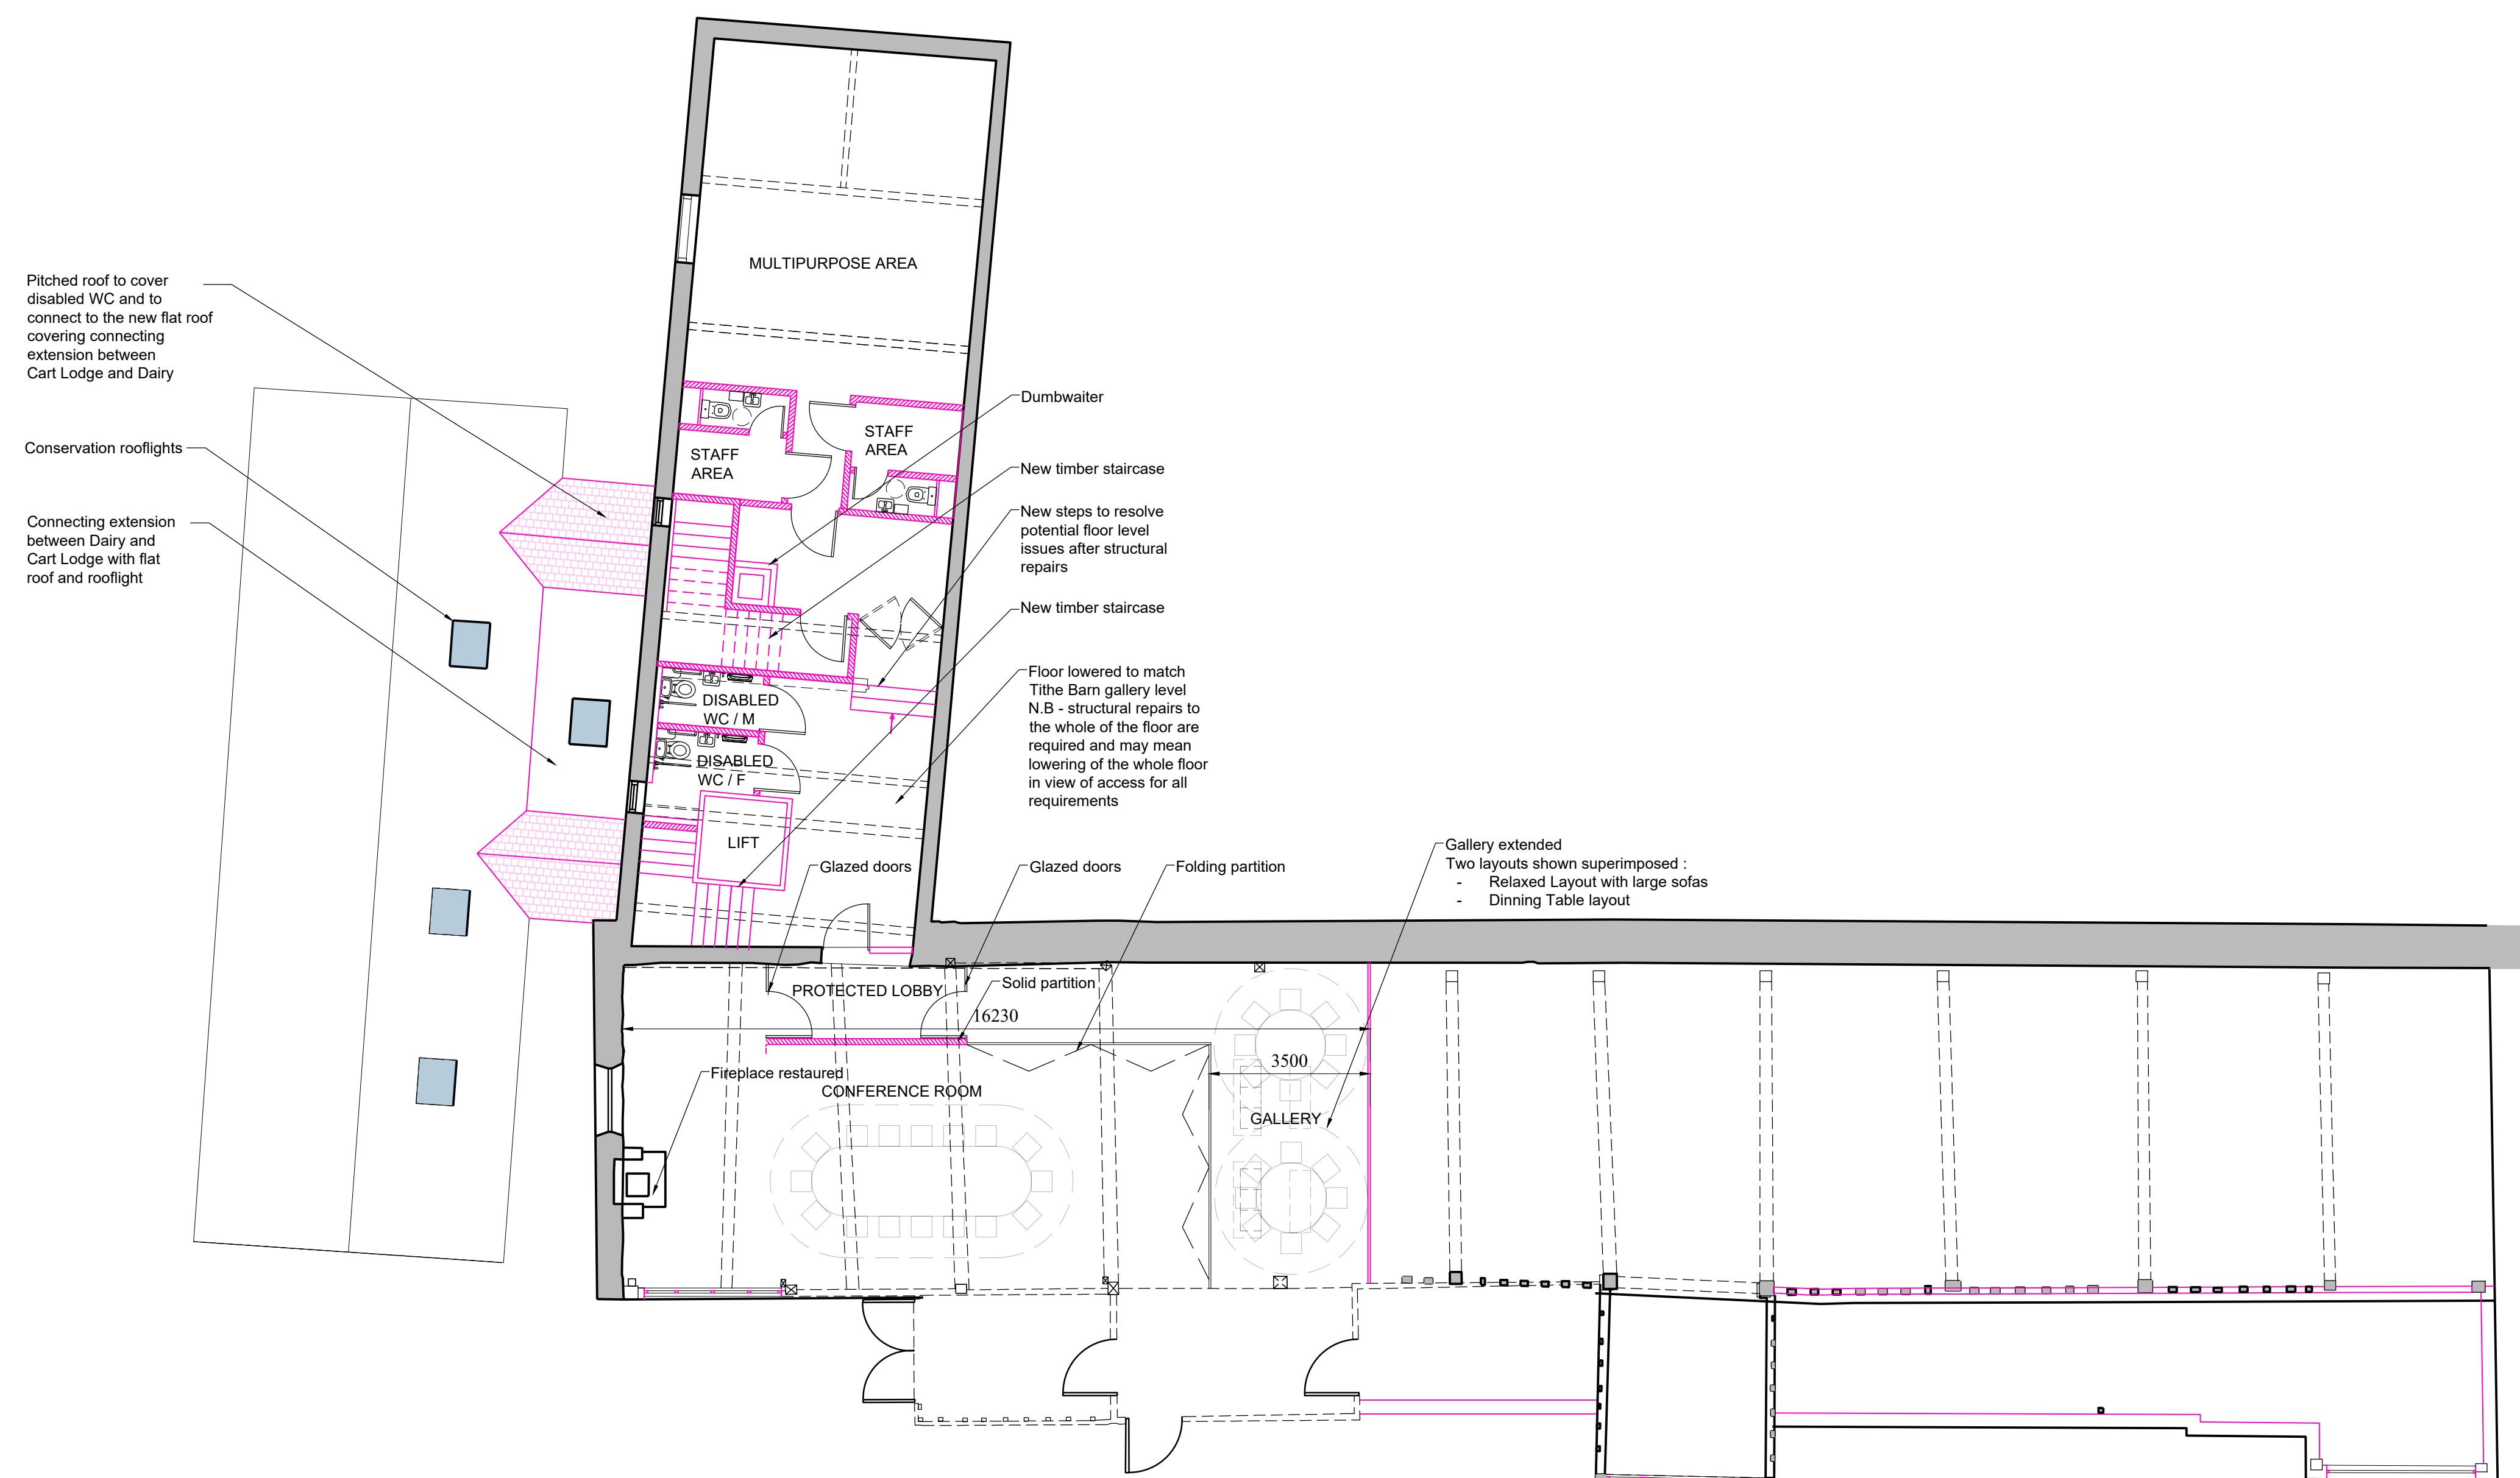 MULTIPURPOSE AREA
Pitched roof to cover
disabled WC and to
connect to the new flat roof
covering connecting
extension between
Cart Lodge and Dairy
Conservation rooflights
Connecting extension
between Dairy and
Cart Lodge with flat
roof and rooflight
STAFF
AREA
STAFF
AREA
Dumbwaiter
New timber staircase
New steps to resolve
potential floor level
issues after structural
repairs
New timber staircase
Floor lowered to match
Tithe Barn gallery level
N.B - structural repairs to
the whole of the floor are
required and may mean
lowering of the whole floor
in view of access for all
requirements
DISABLED
WC / M
DISABLED
WC / F
LIFT
Glazed doors
Glazed doors
Folding partition
Gallery extended
Two layouts shown superimposed :
- Relaxed Layout with large sofas
- Dinning Table layout
PROTECTED LOBBY
Solid partition
16230
3500
Fireplace restaured
CONFERENCE ROOM
GALLERY